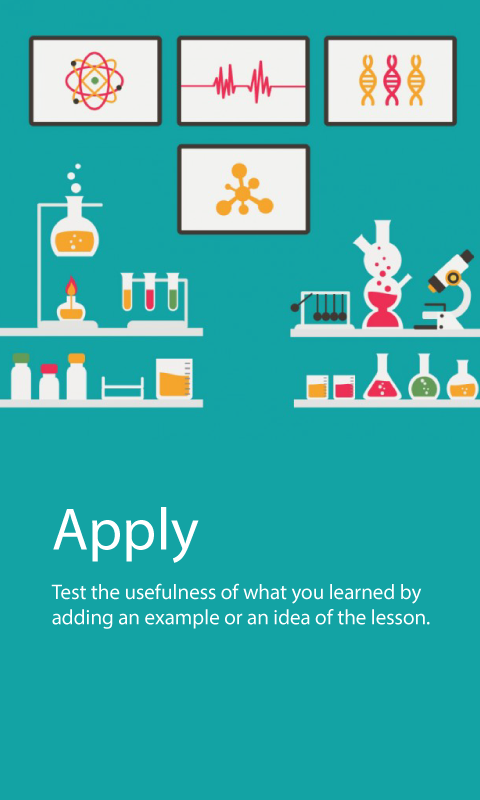 Apply
Test the usefulness of what you learned by
adding an example or an idea of the lesson.